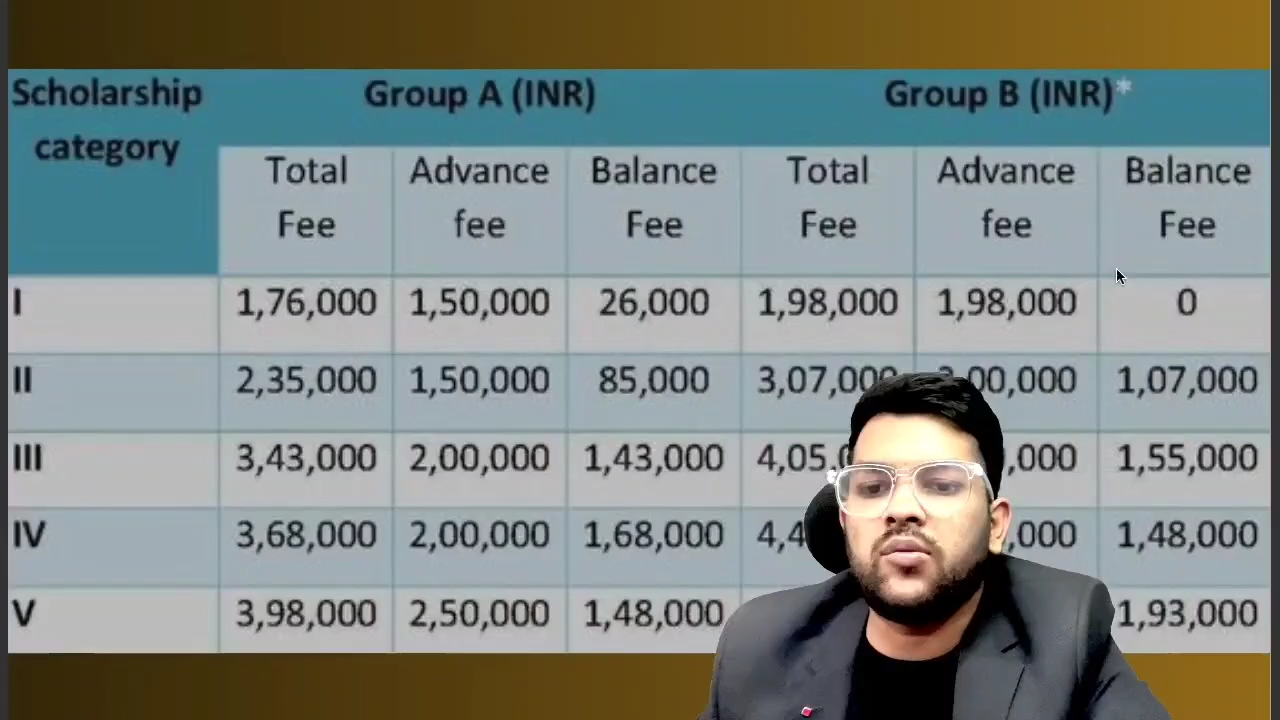 Scholarship category Group A (INR) Group B (INR)*
Total Fee Advance fee Balance Fee Total Fee Advance fee Balance Fee
I 1,76,000 1,50,000 26,000 1,98,000 1,98,000 0
II 2,35,000 1,50,000 85,000 1,07,000
III 3,43,000 2,00,000 1,43,000 1,55,000
IV 3,68,000 2,00,000 1,68,000 1,48,000
V 3,98,000 2,50,000 1,48,000 1,93,000